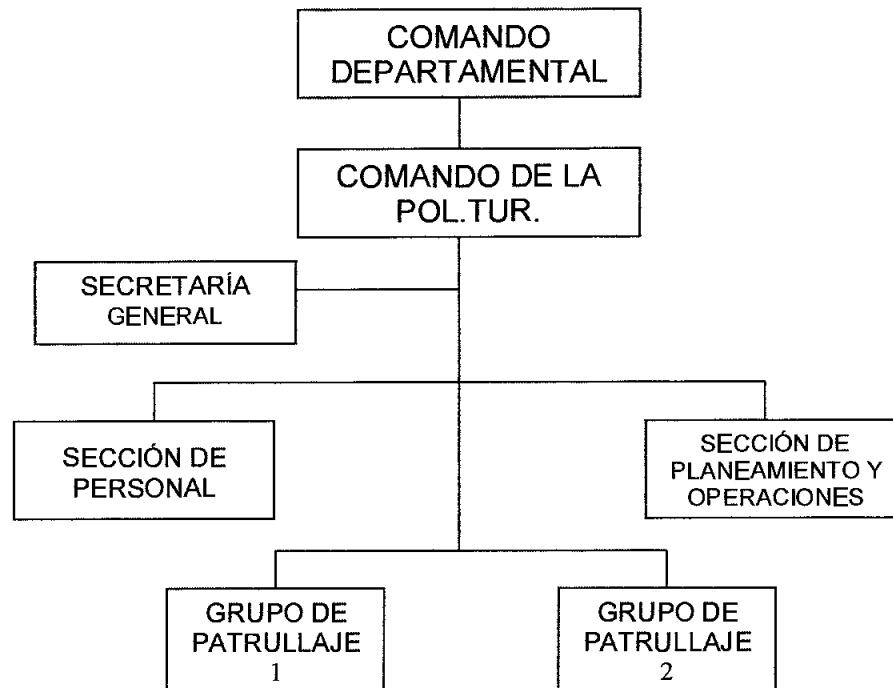 COMANDO
DEPARTAMENTAL
COMANDO DE LA
POL.TUR.
SECRETARÍA
GENERAL
SECCIÓN DE
PERSONAL
SECCIÓN DE
PLANEAMIENTO Y
OPERACIONES
GRUPO DE
PATRULLAJE
1
GRUPO DE
PATRULLAJE
2